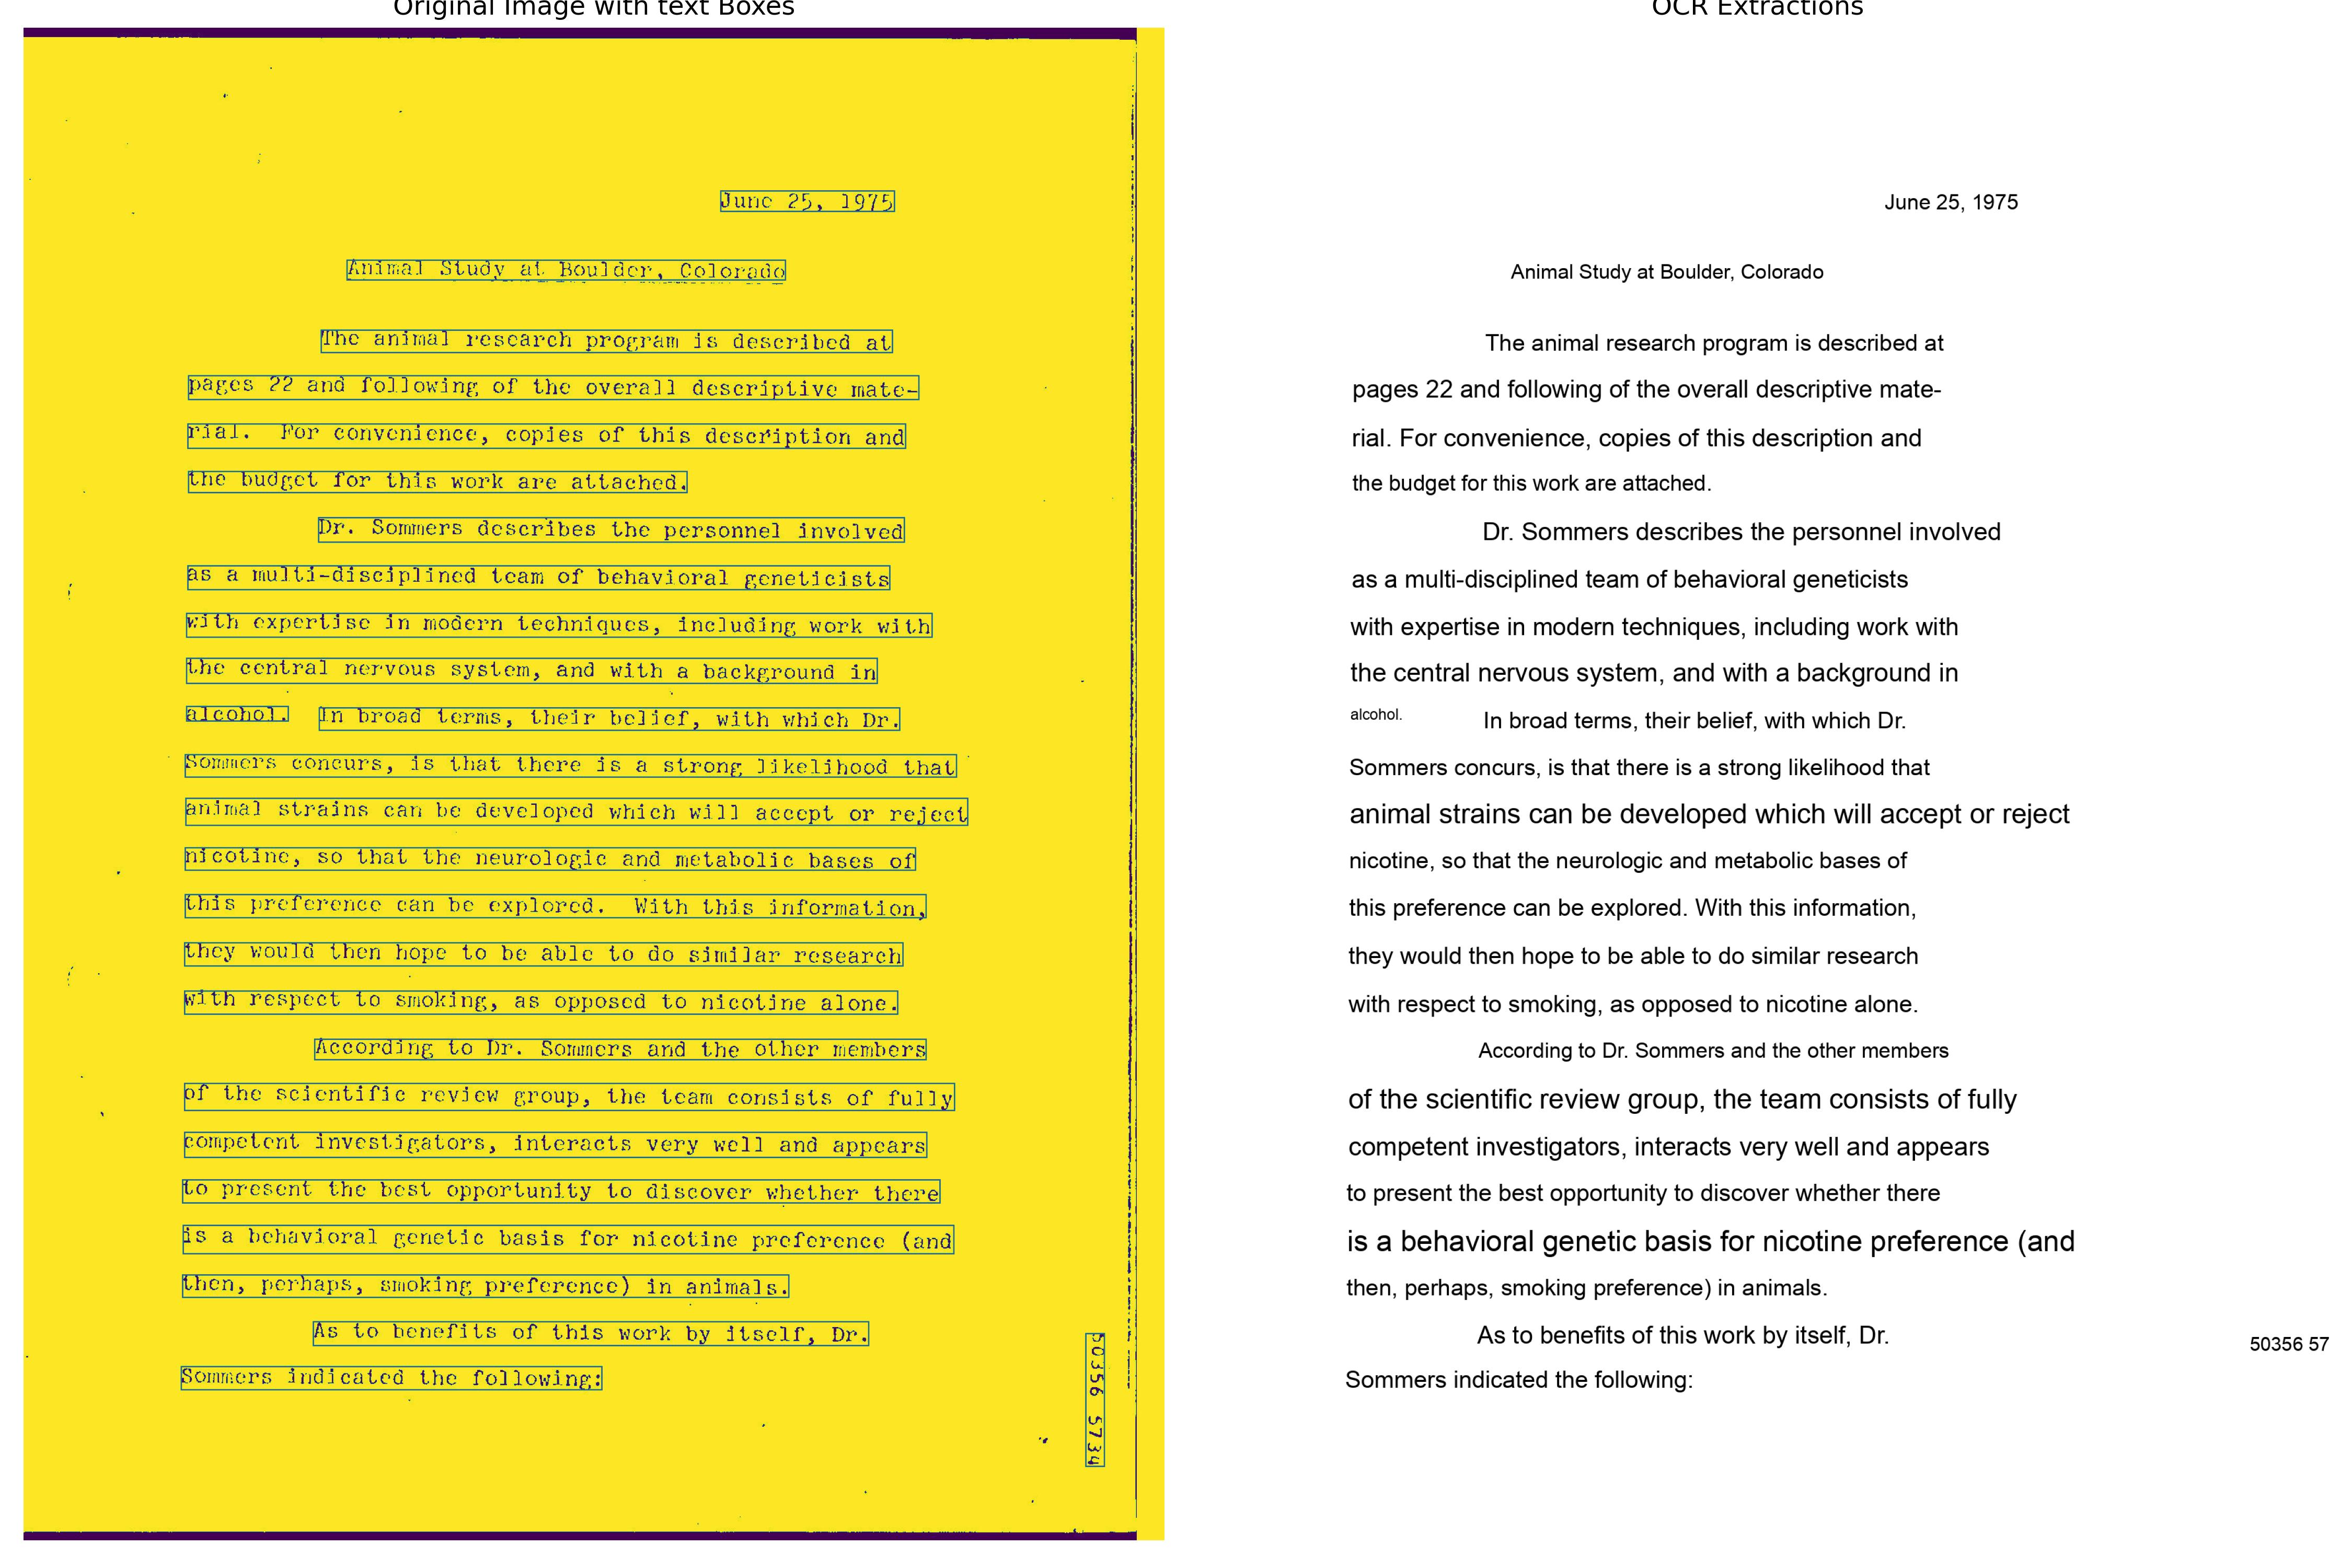 Original Image with text Boxes
June 25, 1975
Animal Study at Boulder, Colorado
The animal research program is described at
pages 22 and following of the overall descriptive mate-
rial. For convenience, copies of this description and
the budget for this work are attached.
Dr. Sommers describes the personnel involved
as a multi-disciplined team of behavioral geneticists
with expertise in modern techniques, including work with
the central nervous system, and with a background in
alcohol. In broad terms, their belief, with which Dr.
Sommers concurs, is that there is a strong likelihood that
animal strains can be developed which will accept or reject
nicotine, so that the neurologic and metabolic bases of
this preference can be explored. With this information,
they would then hope to be able to do similar research
with respect to smoking, as opposed to nicotine alone.
According to Dr. Sommers and the other members
of the scientific review group, the team consists of fully
competent investigators, interacts very well and appears
to present the best opportunity to discover whether there
is a behavioral genetic basis for nicotine preference (and
then, perhaps, smoking preference) in animals.
As to benefits of this work by itself, Dr.
Sommers indicated the following:
50356 5734
OCR Extractions
June 25, 1975
Animal Study at Boulder, Colorado
The animal research program is described at
pages 22 and following of the overall descriptive mate-
rial. For convenience, copies of this description and
the budget for this work are attached.
Dr. Sommers describes the personnel involved
as a multi-disciplined team of behavioral geneticists
with expertise in modern techniques, including work with
the central nervous system, and with a background in
alcohol. In broad terms, their belief, with which Dr.
Sommers concurs, is that there is a strong likelihood that
animal strains can be developed which will accept or reject
nicotine, so that the neurologic and metabolic bases of
this preference can be explored. With this information,
they would then hope to be able to do similar research
with respect to smoking, as opposed to nicotine alone.
According to Dr. Sommers and the other members
of the scientific review group, the team consists of fully
competent investigators, interacts very well and appears
to present the best opportunity to discover whether there
is a behavioral genetic basis for nicotine preference (and
then, perhaps, smoking preference) in animals.
As to benefits of this work by itself, Dr.
50356 57
Sommers indicated the following: